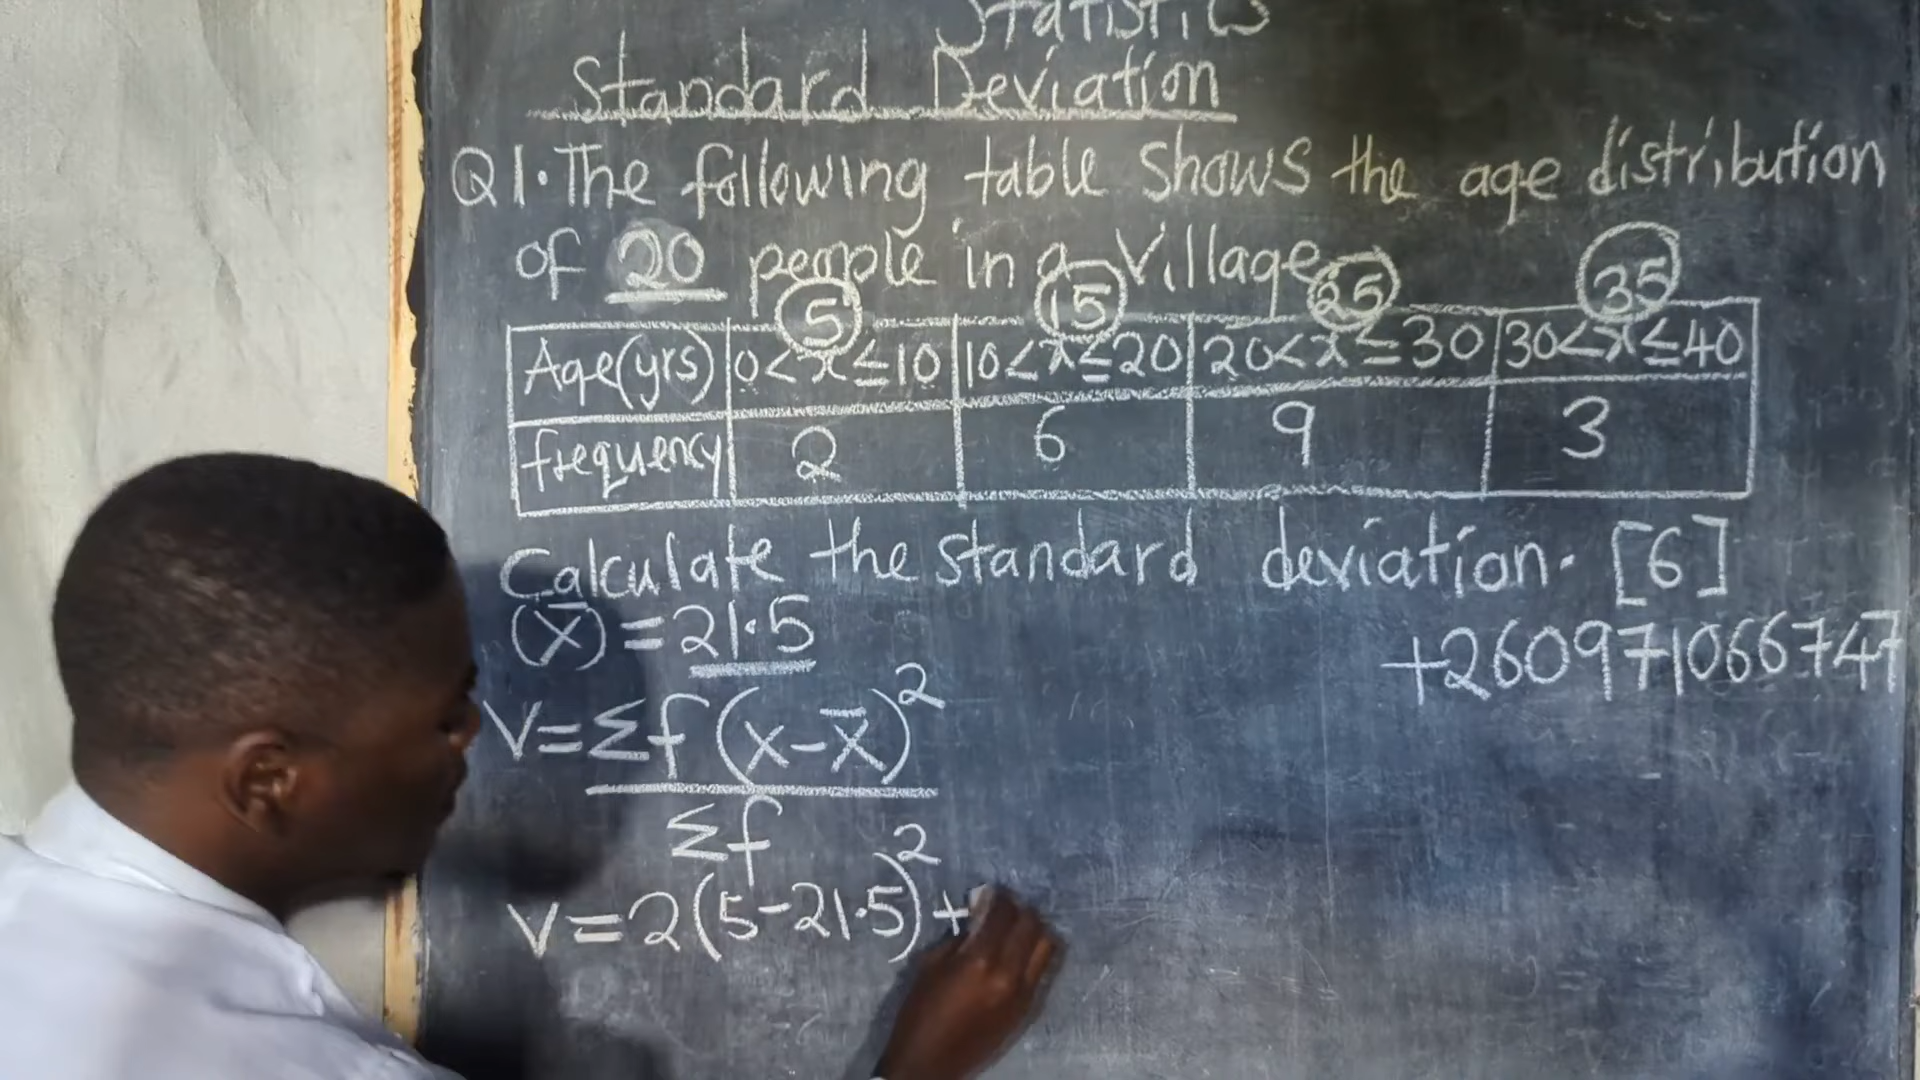 Statistics
Standard Deviation
Q1. The following table shows the age distribution
of 20 people in a village.
5 15 25 35
Age(yrs) 0<x≤10 10<x≤20 20<x≤30 30<x≤40
frequency 2 6 9 3
Calculate the standard deviation. [6]
(x̄) = 21.5
+260971066747
V=Σf(x-x̄)²
Σf
V=2(5-21.5)²+